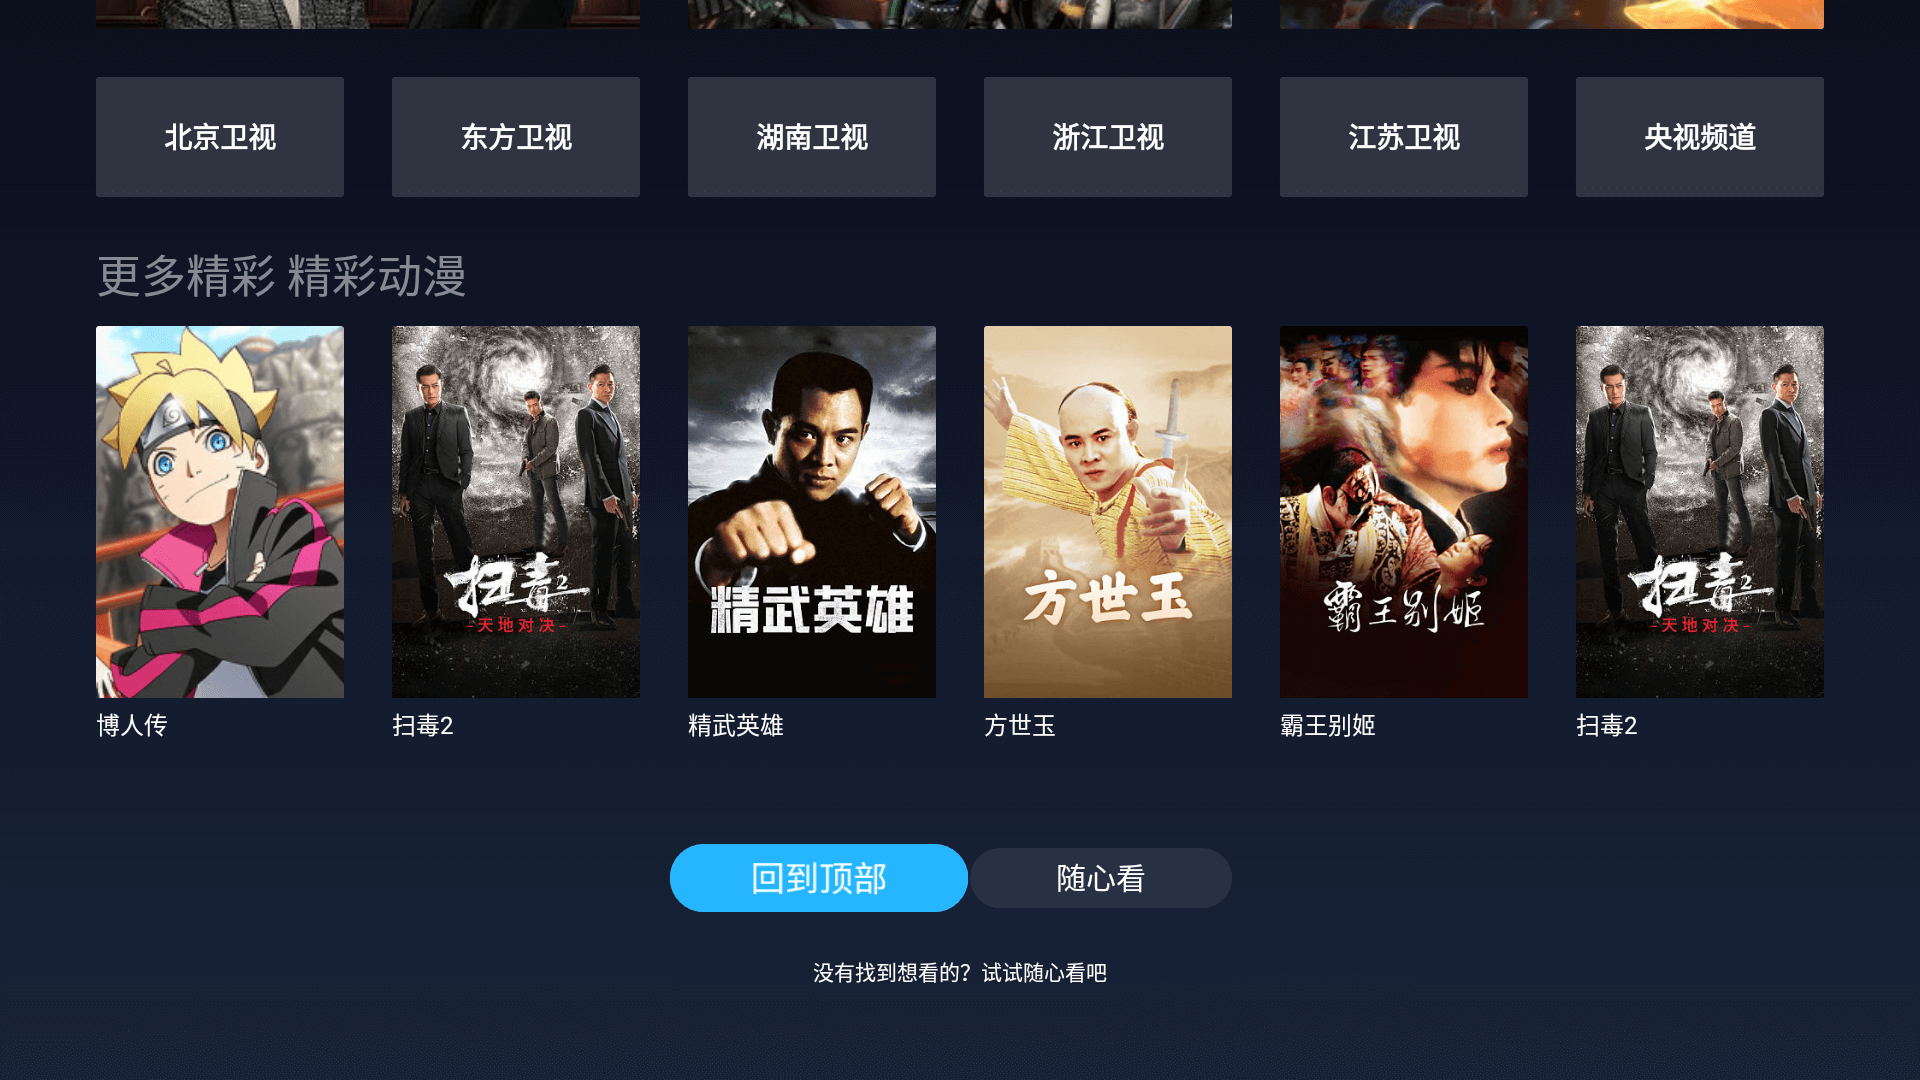 北京卫视
东方卫视
湖南卫视
浙江卫视
江苏卫视
央视频道
更多精彩 精彩动漫
扫毒2
-天地对决-
精武英雄
方世玉
霸王别姬
扫毒2
-天地对决-
博人传
扫毒2
精武英雄
方世玉
霸王别姬
扫毒2
回到顶部
随心看
没有找到想看的？试试随心看吧